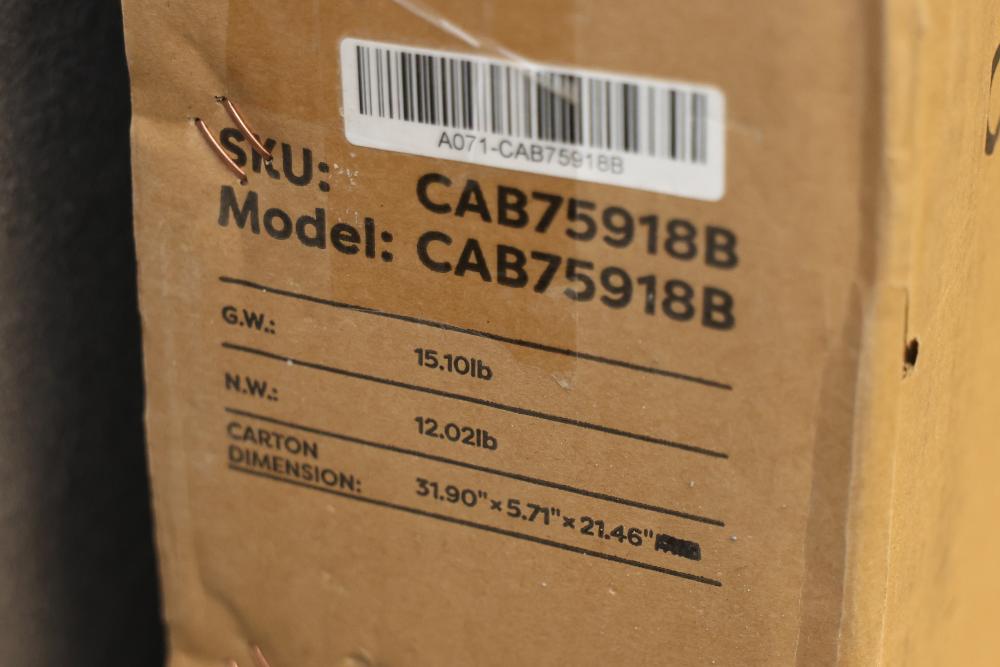 A071-CAB75918B
SKU: CAB75918B
Model: CAB75918B
G.W.: 15.10lb
N.W.: 12.02lb
CARTON
DIMENSION: 31.90"×5.71"×21.46"